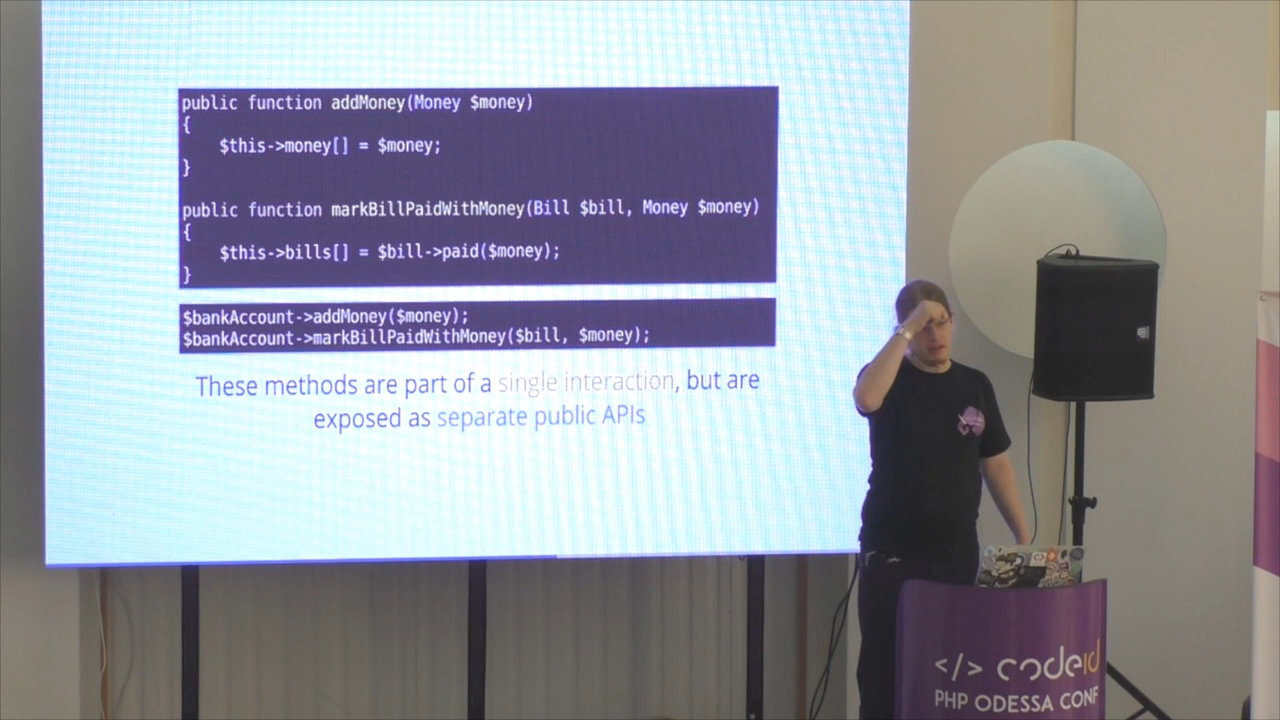 public function addMoney(Money $money)
{
    $this->money[] = $money;
}
public function markBillPaidWithMoney(Bill $bill, Money $money)
{
    $this->bills[] = $bill->paid($money);
}
$bankAccount->addMoney($money);
$bankAccount->markBillPaidWithMoney($bill, $money);
These methods are part of a single interaction, but are
exposed as separate public APIs
</> codeid
PHP ODESSA CONF